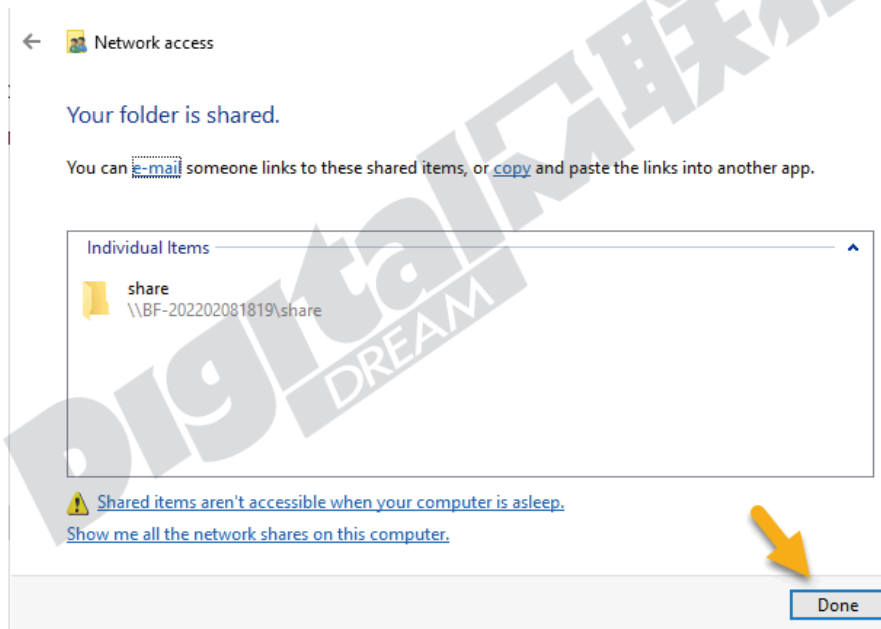 Network access
Your folder is shared.
You can e-mail someone links to these shared items, or copy and paste the links into another app.
Individual Items
share
\\BF-202202081819\share
Shared items aren't accessible when your computer is asleep.
Show me all the network shares on this computer.
Done
Digital
DREAM